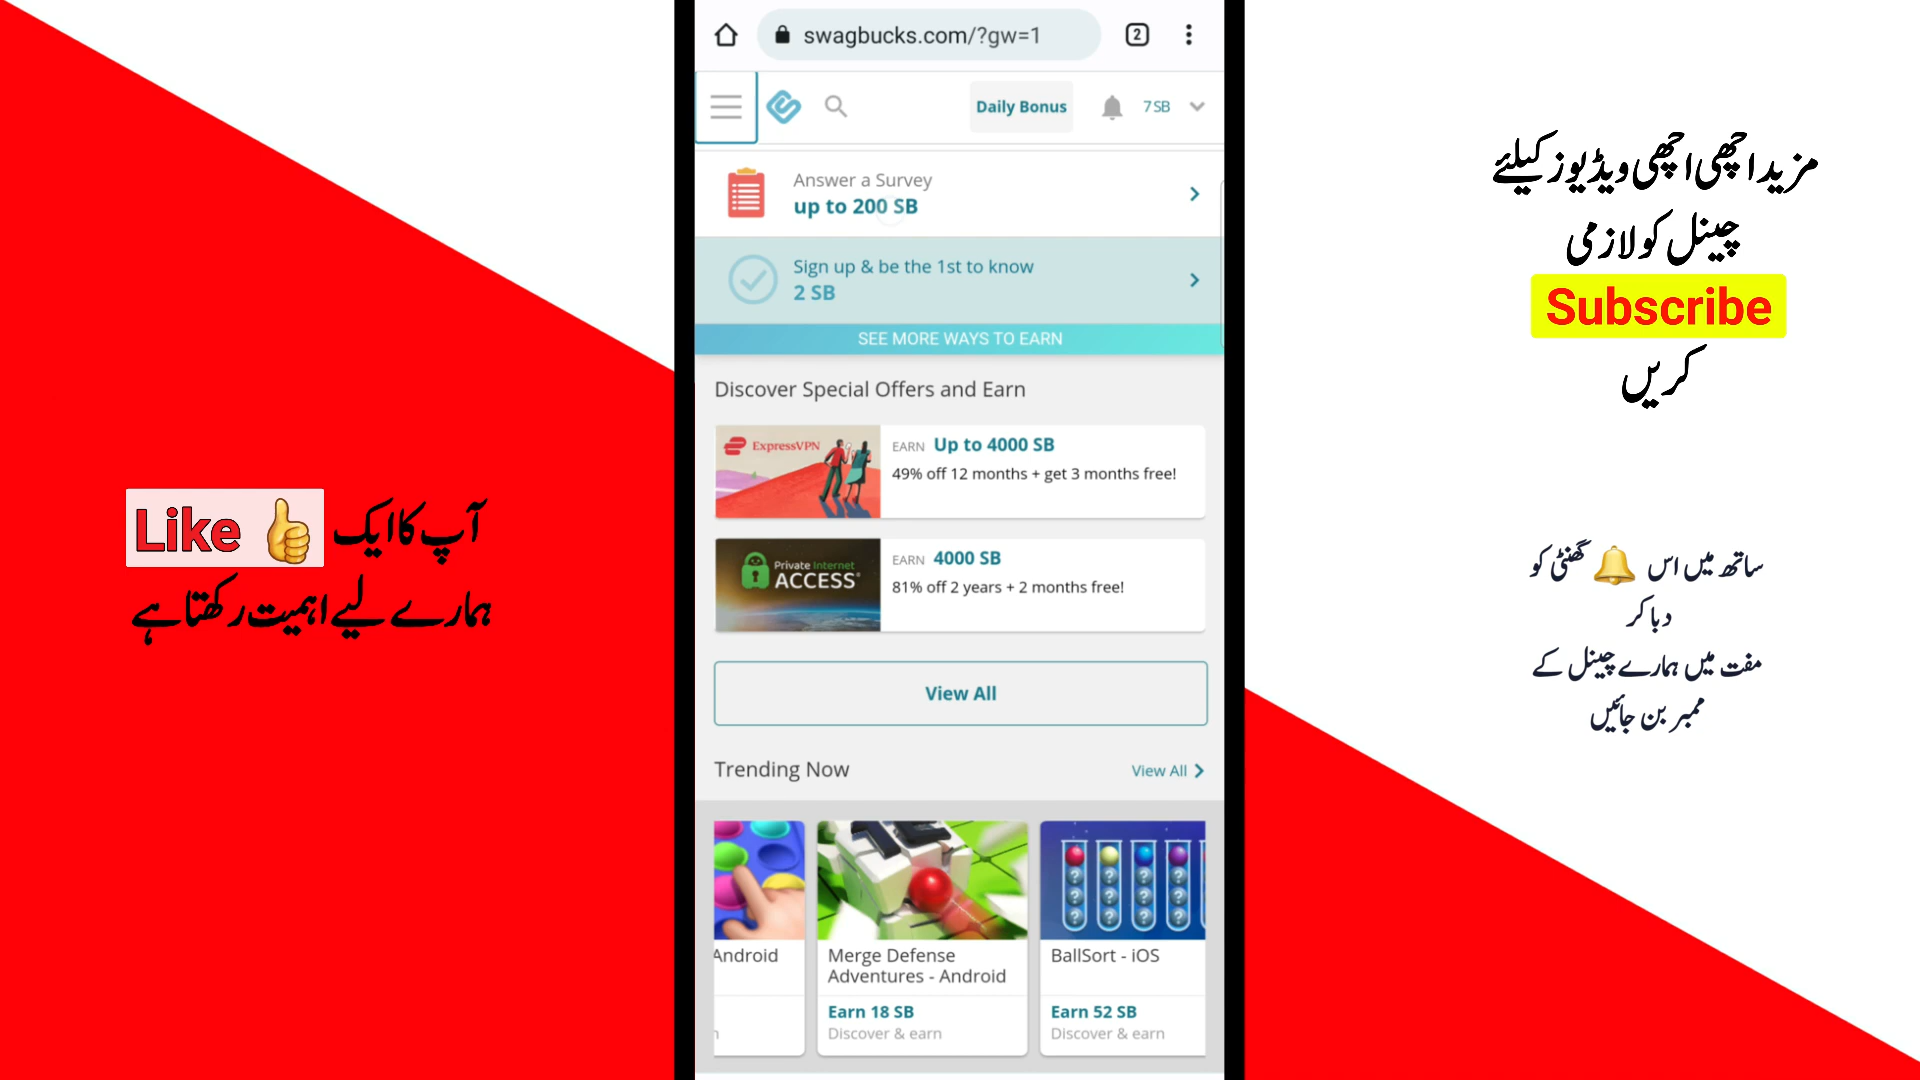 swagbucks.com/?gw=1
2
Daily Bonus
7 SB
Answer a Survey
up to 200 SB
Sign up & be the 1st to know
2 SB
SEE MORE WAYS TO EARN
Discover Special Offers and Earn
ExpressVPN
EARN Up to 4000 SB
49% off 12 months + get 3 months free!
Private Internet
ACCESS®
EARN 4000 SB
81% off 2 years + 2 months free!
View All
Trending Now
View All
Android
Merge Defense
Adventures - Android
Earn 18 SB
Discover & earn
BallSort - iOS
Earn 52 SB
Discover & earn
آپ کا ایک Like 👍
ہمارے لیے اہمیت رکھتا ہے
مزید اچھی اچھی ویڈیوز کیلئے
چینل کو لازمی
Subscribe
کریں
ساتھ میں اس 🔔 گھنٹی کو
دبا کر
مفت میں ہمارے چینل کے
ممبر بن جائیں